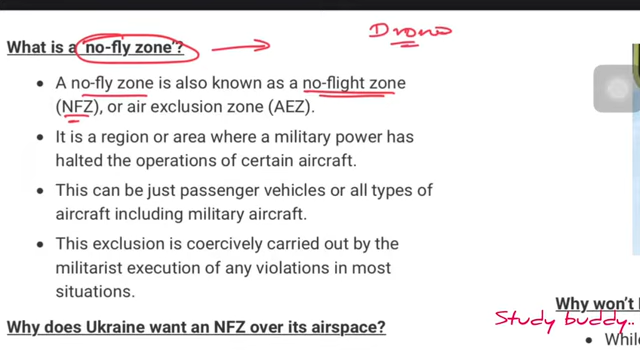 Drono
What is a 'no-fly zone'?
• A no-fly zone is also known as a no-flight zone
(NFZ), or air exclusion zone (AEZ).
• It is a region or area where a military power has
halted the operations of certain aircraft.
• This can be just passenger vehicles or all types of
aircraft including military aircraft.
• This exclusion is coercively carried out by the
militarist execution of any violations in most
situations.
Why does Ukraine want an NFZ over its airspace?
Why won't
Study buddy..
• While